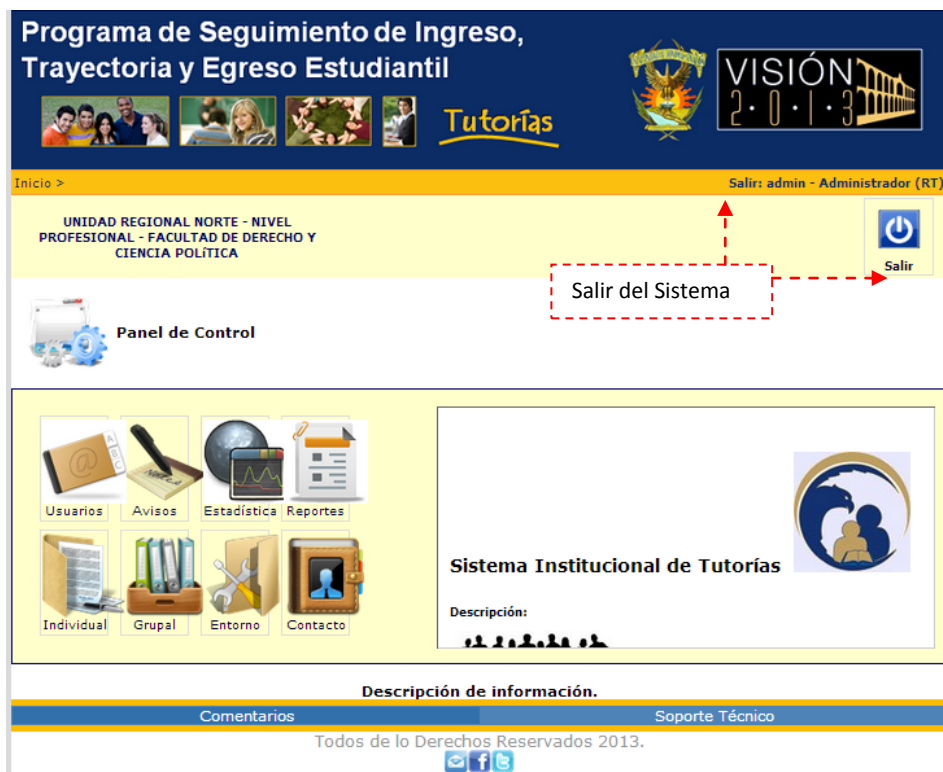 Programa de Seguimiento de Ingreso,
Trayectoria y Egreso Estudiantil
Tutorías
VISIÓN
2·0·1·3
Inicio >
Salir: admin - Administrador (RT)
UNIDAD REGIONAL NORTE - NIVEL
PROFESIONAL - FACULTAD DE DERECHO Y
CIENCIA POLíTICA
Salir
Salir del Sistema
Panel de Control
Usuarios
Avisos
Estadística
Reportes
Individual
Grupal
Entorno
Contacto
Sistema Institucional de Tutorías
Descripción:
Descripción de información.
Comentarios
Soporte Técnico
Todos de lo Derechos Reservados 2013.